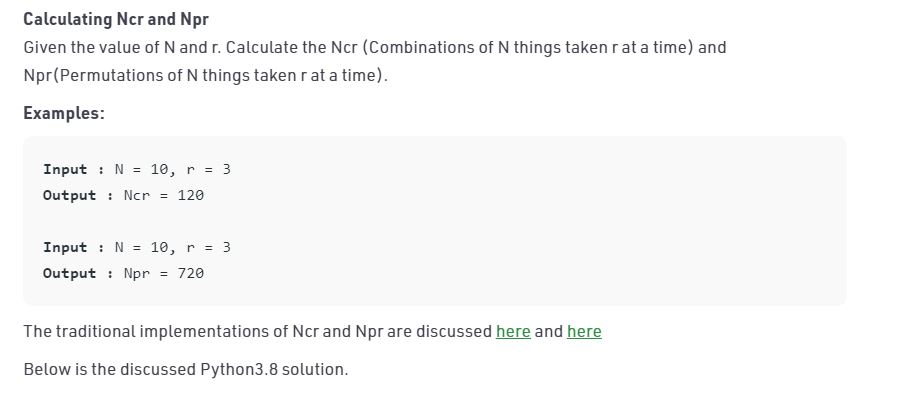 Calculating Ncr and Npr
Given the value of N and r. Calculate the Ncr (Combinations of N things taken r at a time) and
Npr(Permutations of N things taken r at a time).
Examples:
Input : N = 10, r = 3
Output : Ncr = 120
Input : N = 10, r = 3
Output : Npr = 720
The traditional implementations of Ncr and Npr are discussed here and here
Below is the discussed Python3.8 solution.